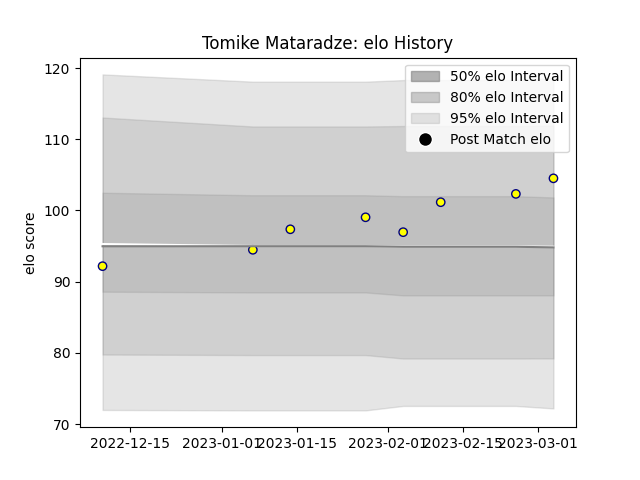 Tomike Mataradze: elo History
50% elo Interval
80% elo Interval
95% elo Interval
Post Match elo
elo score
120
110
100
90
80
70
2022-12-15
2023-01-01
2023-01-15
2023-02-01
2023-02-15
2023-03-01